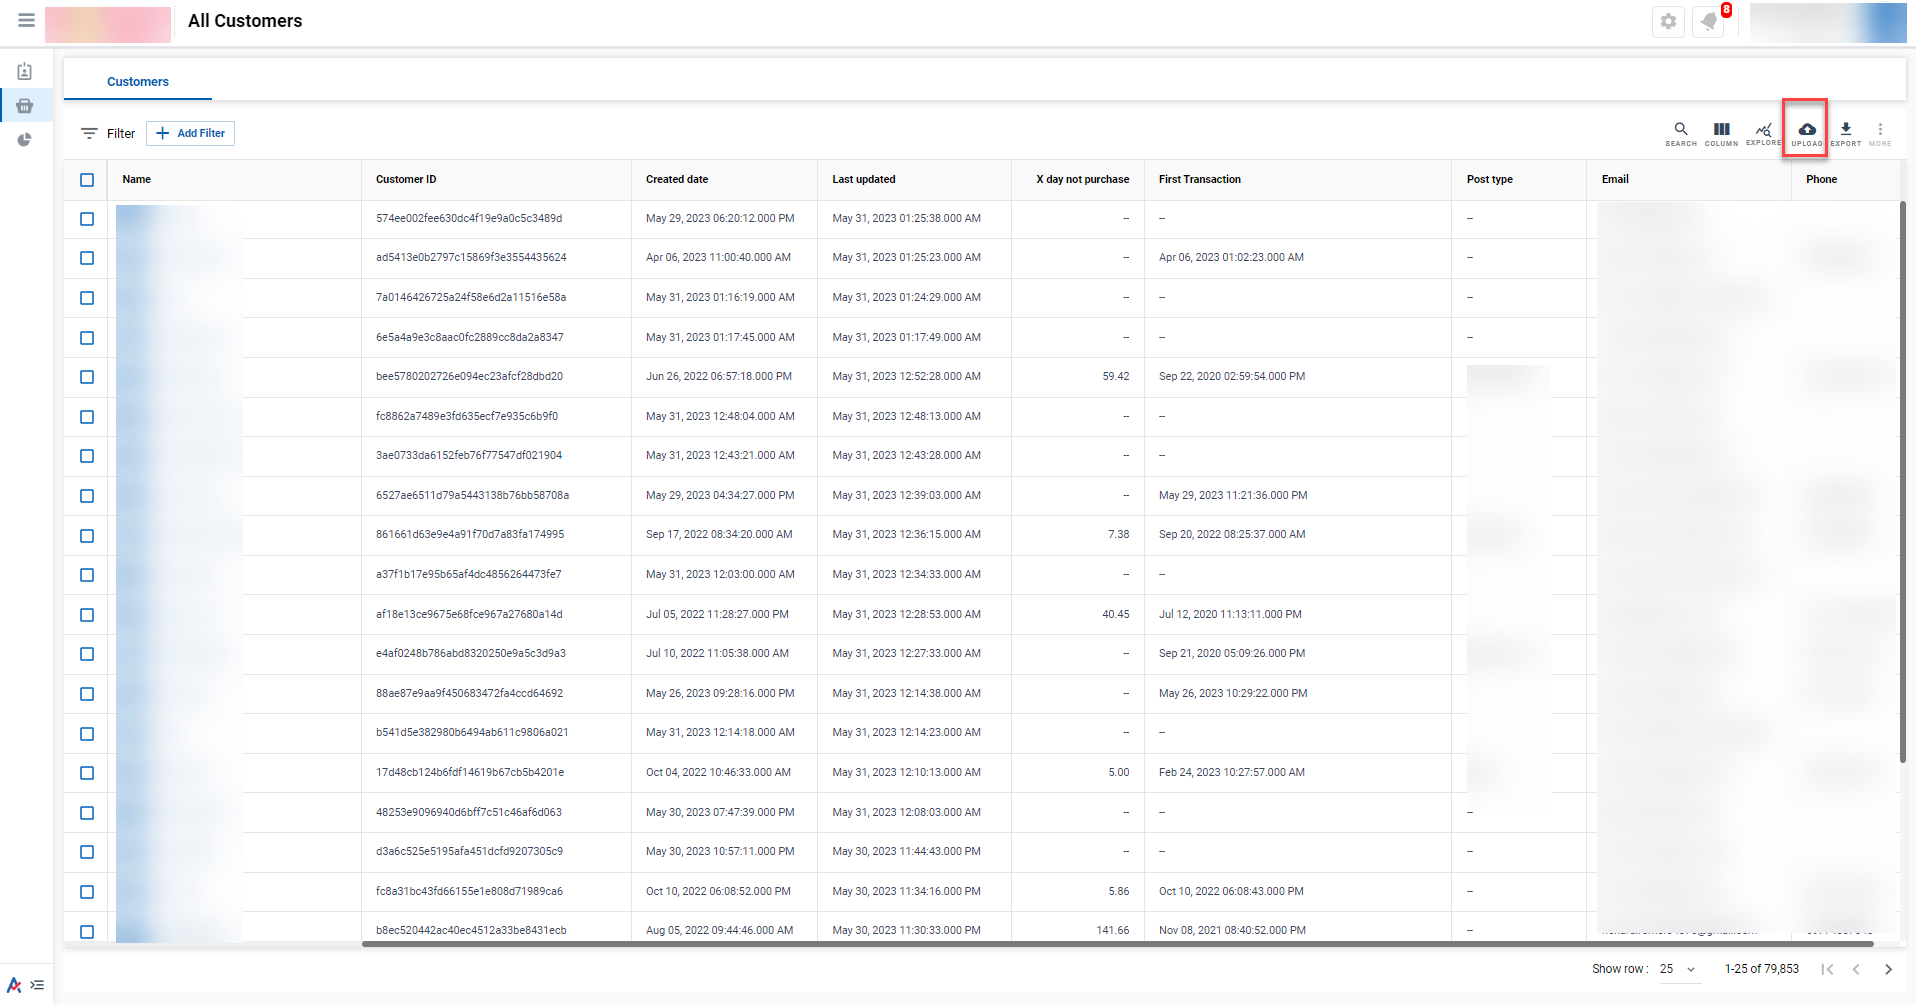 All Customers
8
Customers
Filter
Add Filter
SEARCH COLUMN EXPLORE UPLOAD EXPORT MORE
Name Customer ID Created date Last updated X day not purchase First Transaction Post type Email Phone
574ee002fee630dc4f19e9a0c5c3489d May 29, 2023 06:20:12.000 PM May 31, 2023 01:25:38.000 AM -- -- --
ad5413e0b2797c15869f3e3554435624 Apr 06, 2023 11:00:40.000 AM May 31, 2023 01:25:23.000 AM -- Apr 06, 2023 01:02:23.000 AM --
7a0146426725a24f58e6d2a11516e58a May 31, 2023 01:16:19.000 AM May 31, 2023 01:24:29.000 AM -- -- --
6e5a4a9e3c8aac0fc2889cc8da2a8347 May 31, 2023 01:17:45.000 AM May 31, 2023 01:17:49.000 AM -- -- --
bee5780202726e094ec23afcf28dbd20 Jun 26, 2022 06:57:18.000 PM May 31, 2023 12:52:28.000 AM 59.42 Sep 22, 2020 02:59:54.000 PM
fc8862a7489e3fd635ecf7e935c6b9f0 May 31, 2023 12:48:04.000 AM May 31, 2023 12:48:13.000 AM -- --
3ae0733da6152feb76f77547df021904 May 31, 2023 12:43:21.000 AM May 31, 2023 12:43:28.000 AM -- --
6527ae6511d79a5443138b76bb58708a May 29, 2023 04:34:27.000 PM May 31, 2023 12:39:03.000 AM -- May 29, 2023 11:21:36.000 PM
861661d63e9e4a91f70d7a83fa174995 Sep 17, 2022 08:34:20.000 AM May 31, 2023 12:36:15.000 AM 7.38 Sep 20, 2022 08:25:37.000 AM
a37f1b17e95b65af4dc4856264473fe7 May 31, 2023 12:03:00.000 AM May 31, 2023 12:34:33.000 AM -- --
af18e13ce9675e68fce967a27680a14d Jul 05, 2022 11:28:27.000 PM May 31, 2023 12:28:53.000 AM 40.45 Jul 12, 2020 11:13:11.000 PM
e4af0248b786abd8320250e9a5c3d9a3 Jul 10, 2022 11:05:38.000 AM May 31, 2023 12:27:33.000 AM -- Sep 21, 2020 05:09:26.000 PM
88ae87e9aa9f450683472fa4ccd64692 May 26, 2023 09:28:16.000 PM May 31, 2023 12:14:38.000 AM -- May 26, 2023 10:29:22.000 PM
b541d5e382980b6494ab611c9806a021 May 31, 2023 12:14:18.000 AM May 31, 2023 12:14:23.000 AM -- --
17d48cb124b6fdf14619b67cb5b4201e Oct 04, 2022 10:46:33.000 AM May 31, 2023 12:10:13.000 AM 5.00 Feb 24, 2023 10:27:57.000 AM
48253e9096940d6bff7c51c46af6d063 May 30, 2023 07:47:39.000 PM May 31, 2023 12:08:03.000 AM -- -- --
d3a6c525e5195afa451dcfd9207305c9 May 30, 2023 10:57:11.000 PM May 30, 2023 11:44:43.000 PM -- -- --
fc8a31bc43fd66155e1e808d71989ca6 Oct 10, 2022 06:08:52.000 PM May 30, 2023 11:34:16.000 PM 5.86 Oct 10, 2022 06:08:43.000 PM --
b8ec520442ac40ec4512a33be8431ecb Aug 05, 2022 09:44:46.000 AM May 30, 2023 11:30:33.000 PM 141.66 Nov 08, 2021 08:40:52.000 PM --
Show row : 25 1-25 of 79,853